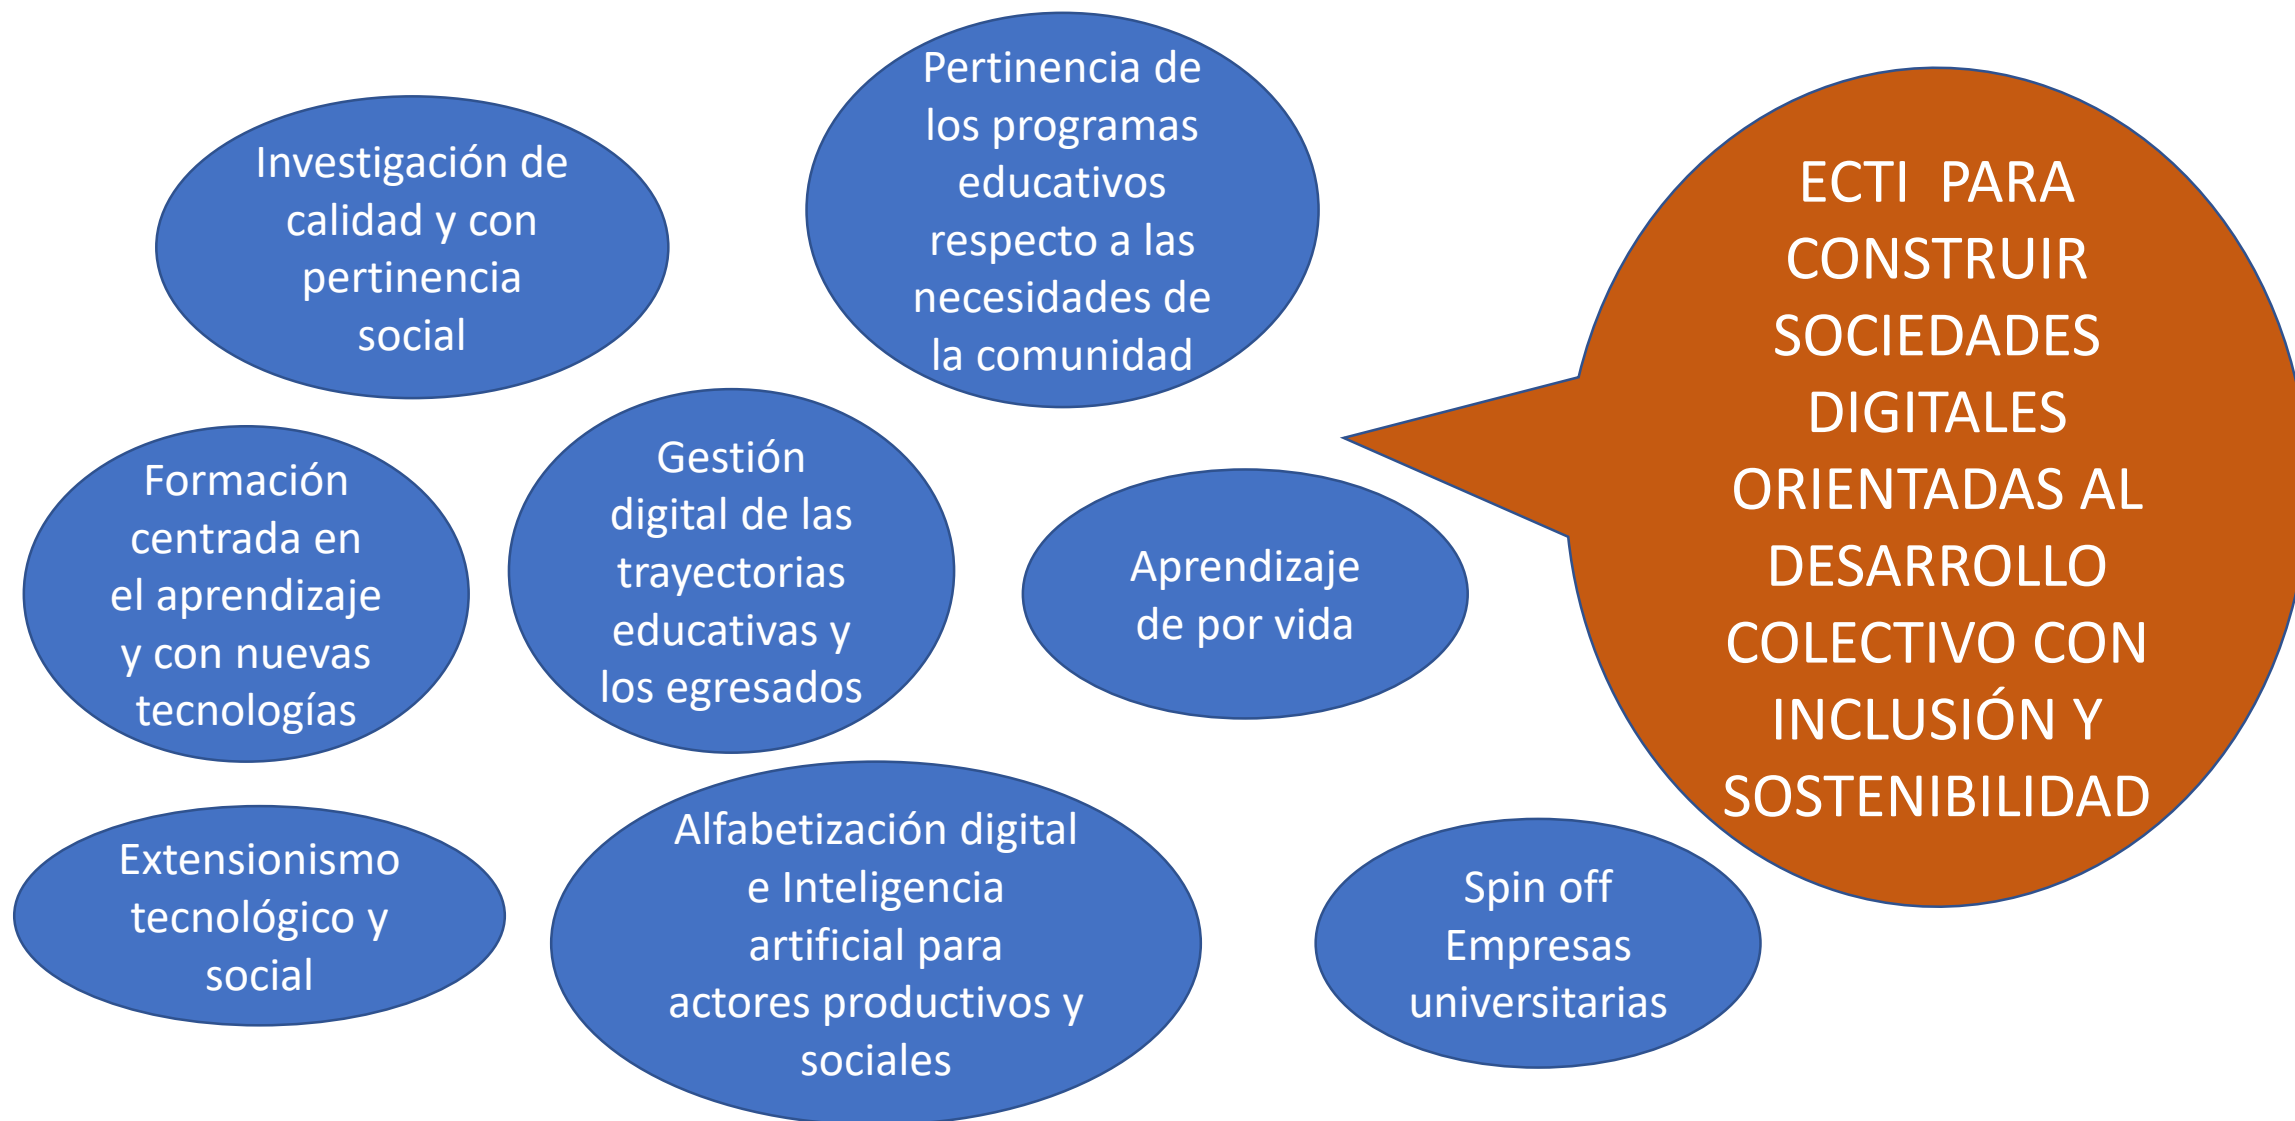 Investigación de
calidad y con
pertinencia
social
Pertinencia de
los programas
educativos
respecto a las
necesidades de
la comunidad
ECTI  PARA
CONSTRUIR
SOCIEDADES
DIGITALES
ORIENTADAS AL
DESARROLLO
COLECTIVO CON
INCLUSIÓN Y
SOSTENIBILIDAD
Formación
centrada en
el aprendizaje
y con nuevas
tecnologías
Gestión
digital de las
trayectorias
educativas y
los egresados
Aprendizaje
de por vida
Extensionismo
tecnológico y
social
Alfabetización digital
e Inteligencia
artificial para
actores productivos y
sociales
Spin off
Empresas
universitarias